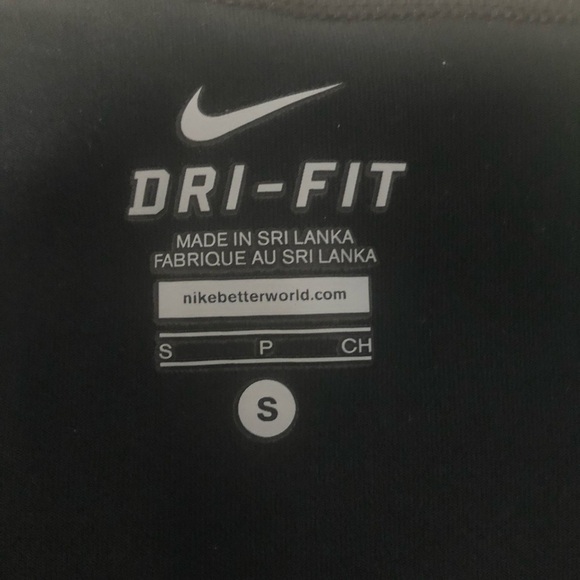 DRI-FIT
MADE IN SRI LANKA
FABRIQUE AU SRI LANKA
nikebetterworld.com
S P CH
S